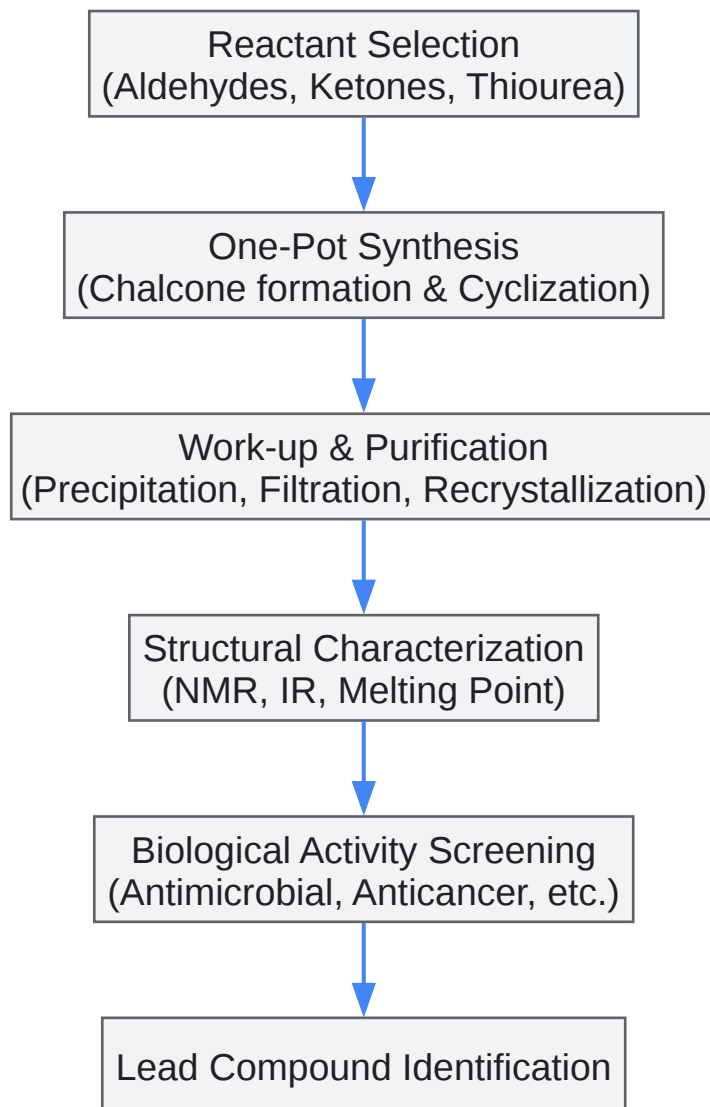 Reactant Selection
(Aldehydes, Ketones, Thiourea)
One-Pot Synthesis
(Chalcone formation & Cyclization)
Work-up & Purification
(Precipitation, Filtration, Recrystallization)
Structural Characterization
(NMR, IR, Melting Point)
Biological Activity Screening
(Antimicrobial, Anticancer, etc.)
Lead Compound Identification